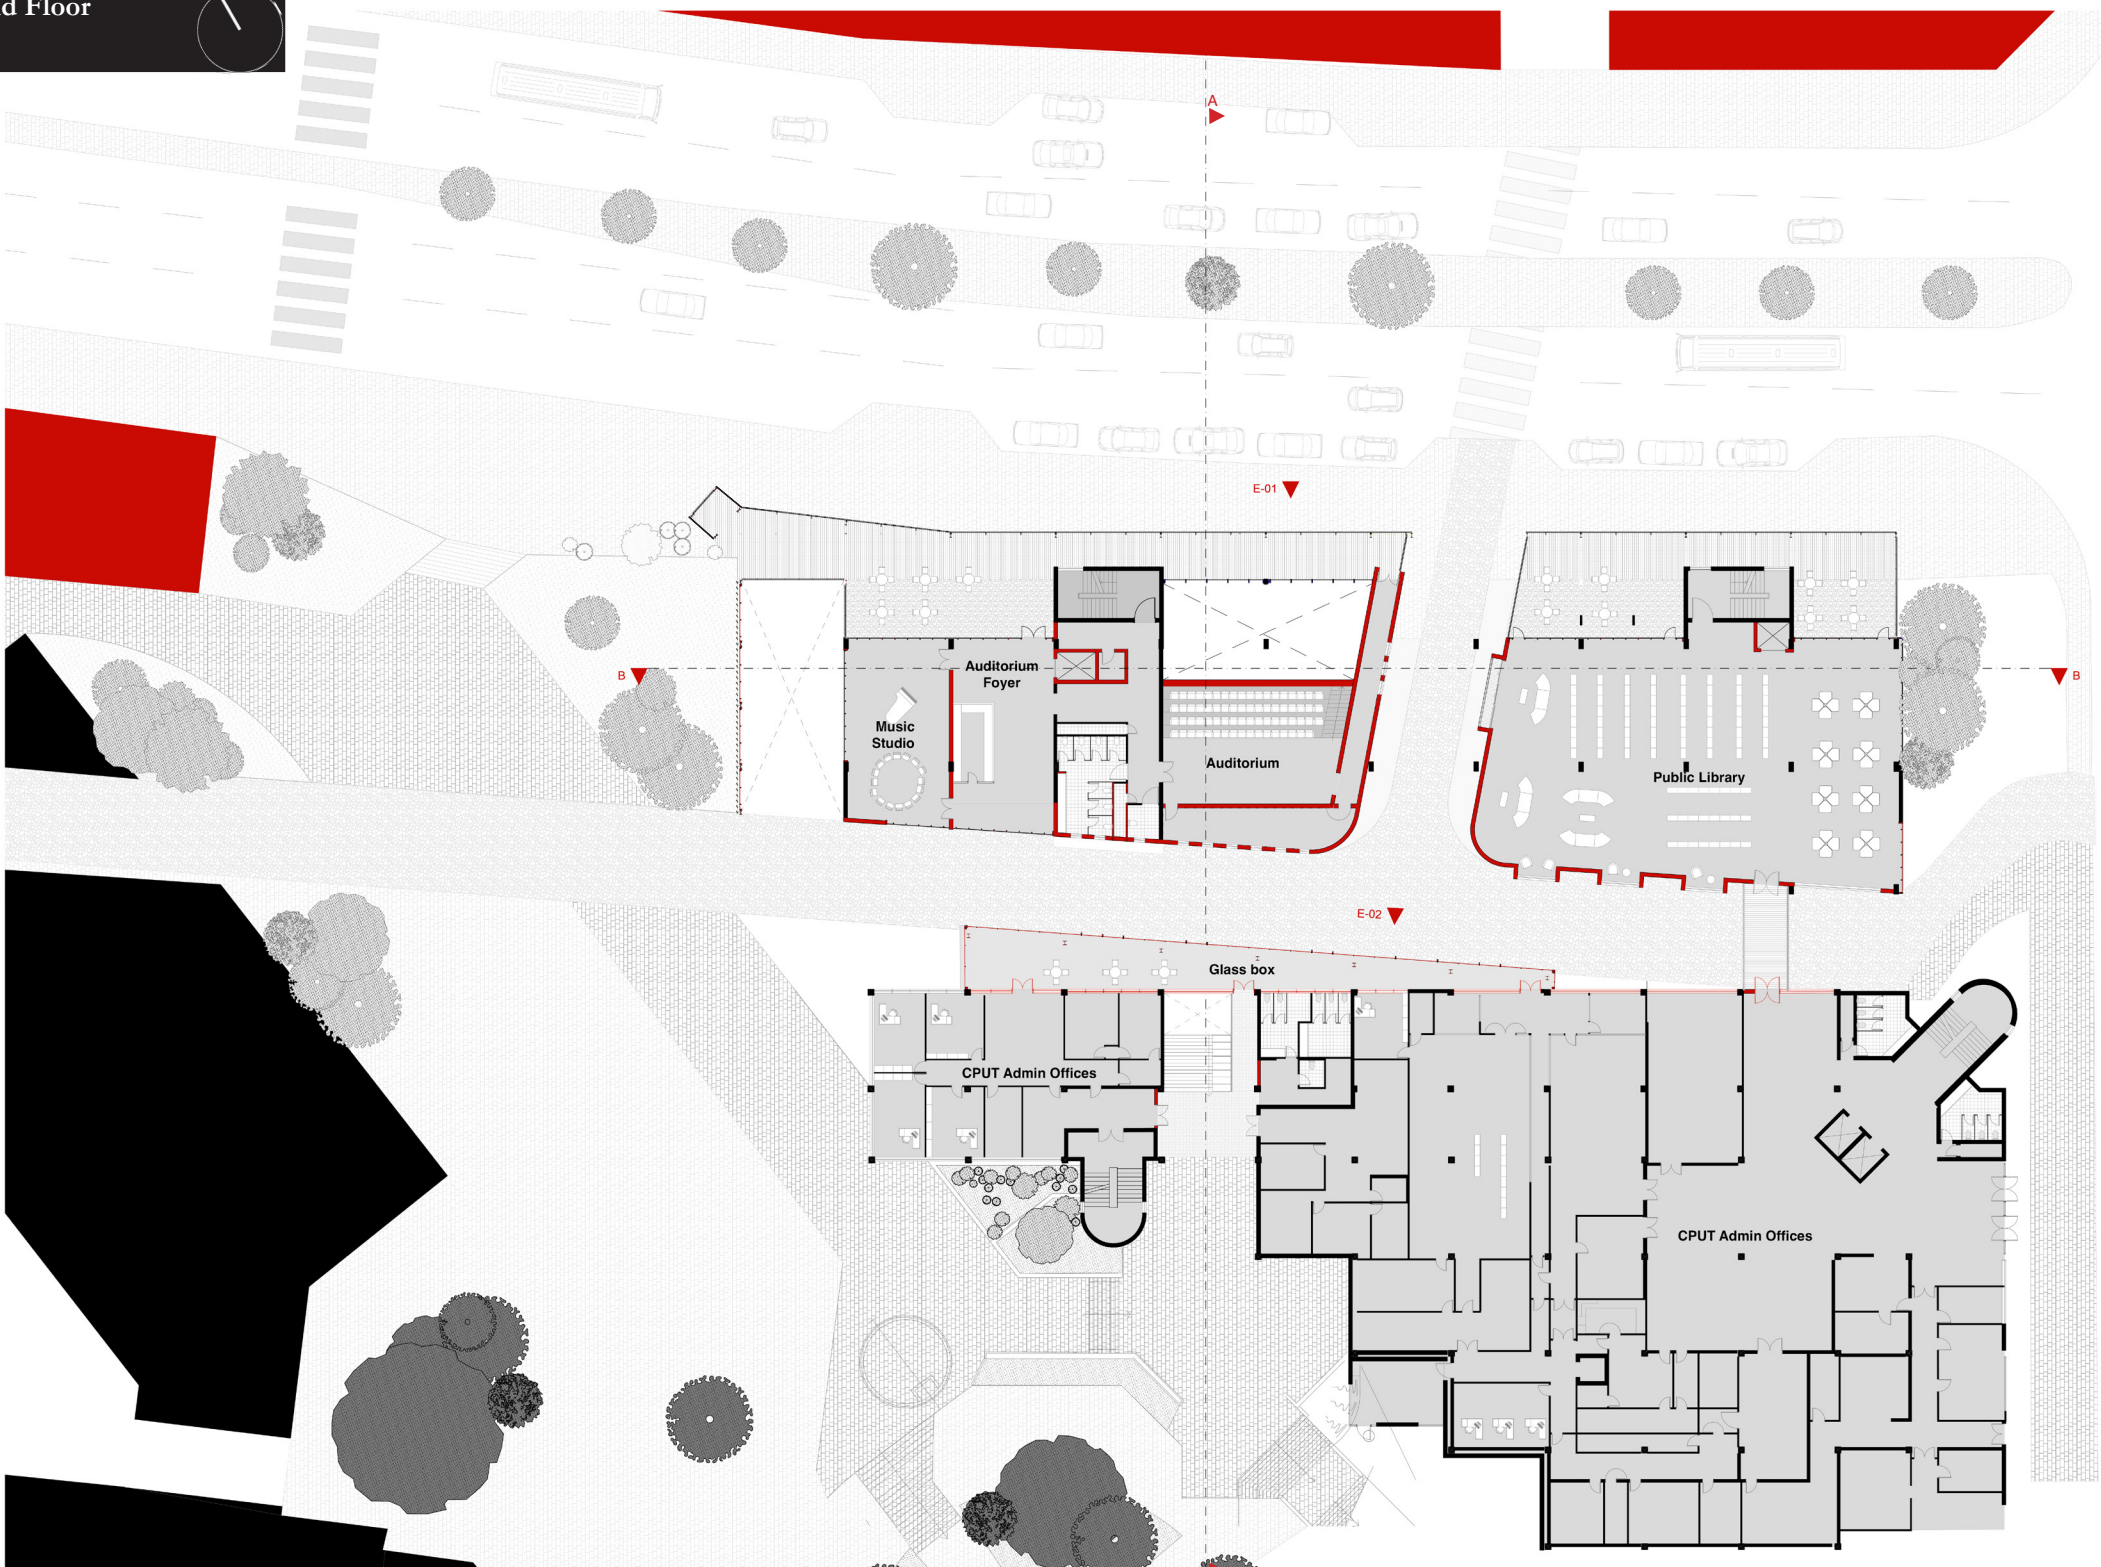 d Floor
A
E-01
B
Auditorium
Foyer
B
Music
Studio
Auditorium
Public Library
E-02
Glass box
CPUT Admin Offices
CPUT Admin Offices